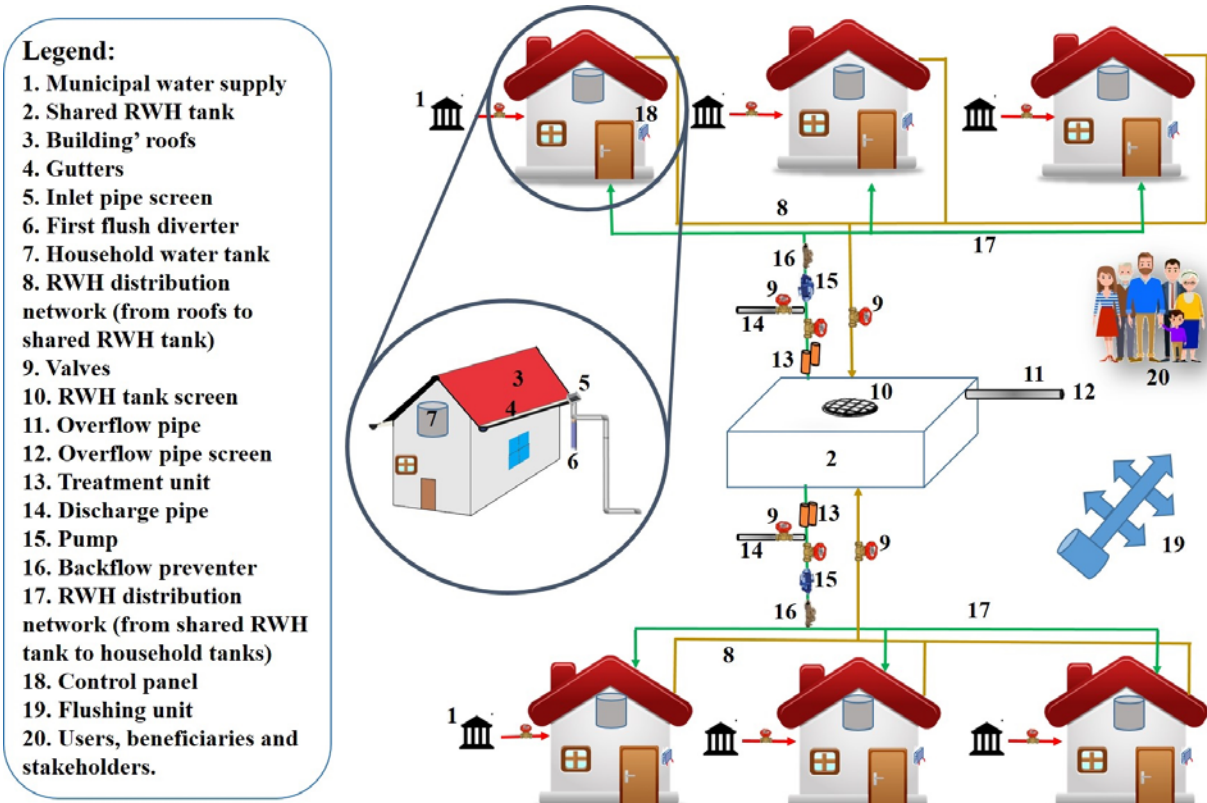 Legend:
1. Municipal water supply
2. Shared RWH tank
3. Building' roofs
4. Gutters
5. Inlet pipe screen
6. First flush diverter
7. Household water tank
8. RWH distribution
network (from roofs to
shared RWH tank)
9. Valves
10. RWH tank screen
11. Overflow pipe
12. Overflow pipe screen
13. Treatment unit
14. Discharge pipe
15. Pump
16. Backflow preventer
17. RWH distribution
network (from shared RWH
tank to household tanks)
18. Control panel
19. Flushing unit
20. Users, beneficiaries and
stakeholders.
1
18
8
17
16
15
9
9
14
13
10
11
12
20
3
5
4
7
6
2
13
9
9
14
15
19
16
17
8
1